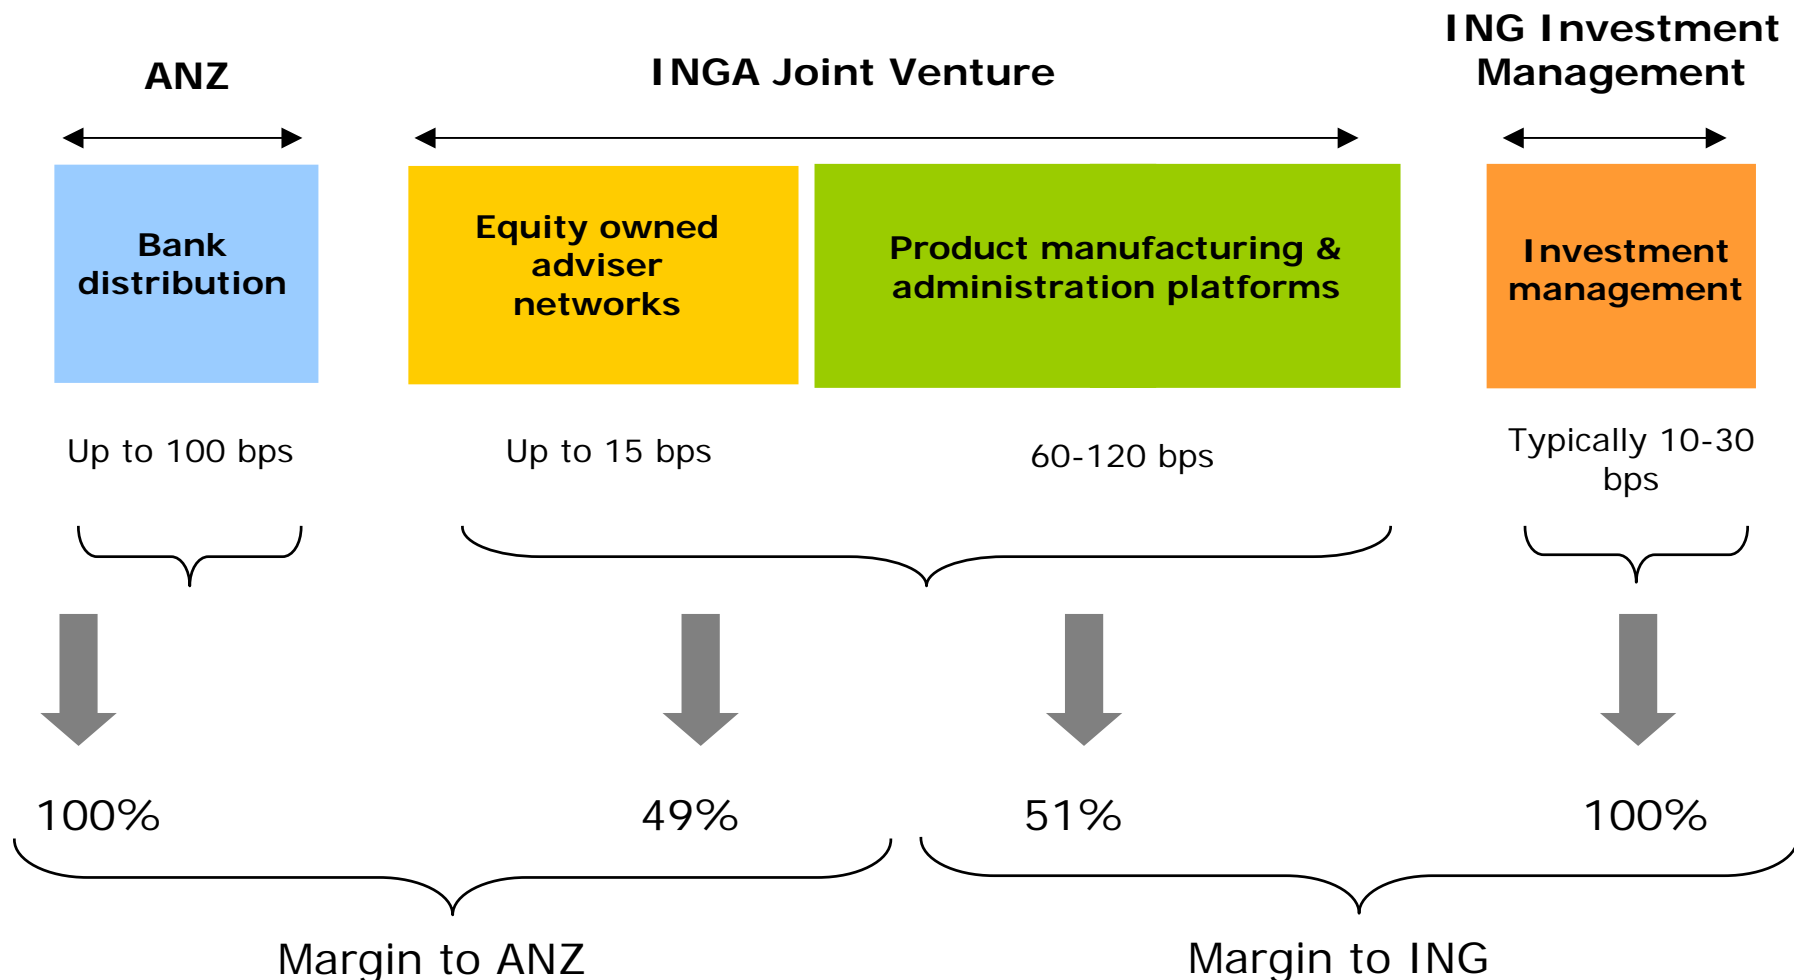 ANZ
INGA Joint Venture
ING Investment
Management
Bank
distribution
Equity owned
adviser
networks
Product manufacturing &
administration platforms
Investment
management
Up to 100 bps
Up to 15 bps
60-120 bps
Typically 10-30
bps
100%
49%
51%
100%
Margin to ANZ
Margin to ING